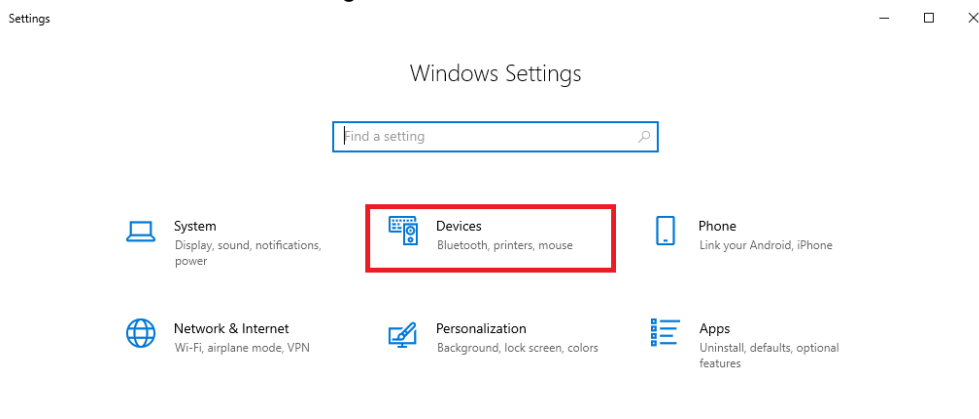 Settings
Windows Settings
Find a setting
System
Display, sound, notifications,
power
Devices
Bluetooth, printers, mouse
Phone
Link your Android, iPhone
Network & Internet
Wi-Fi, airplane mode, VPN
Personalization
Background, lock screen, colors
Apps
Uninstall, defaults, optional
features